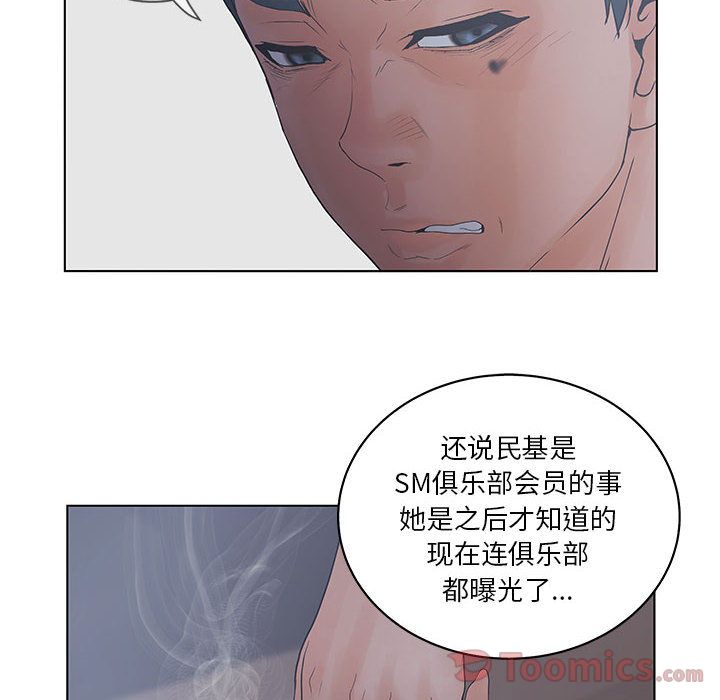 还说民基是
SM俱乐部会员的事
她是之后才知道的
现在连俱乐部
都曝光了...
Toomics.com